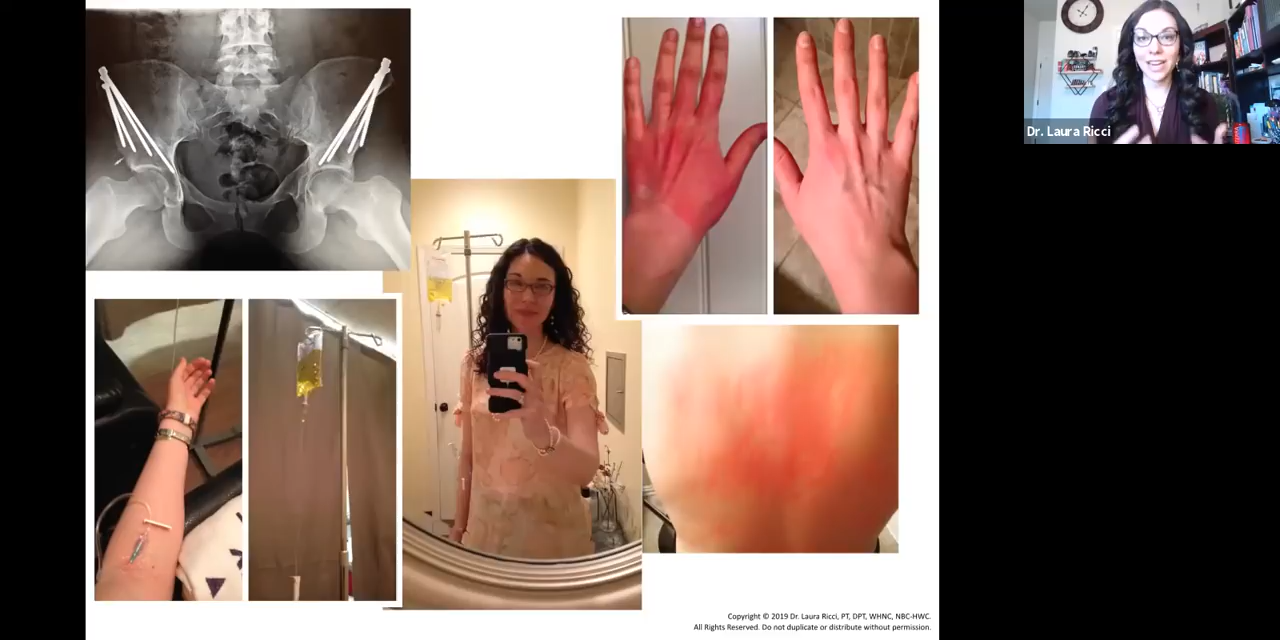 Dr. Laura Ricci
Copyright © 2019 Dr. Laura Ricci, PT, DPT, WHNC, NBC-HWC.
All Rights Reserved. Do not duplicate or distribute without permission.